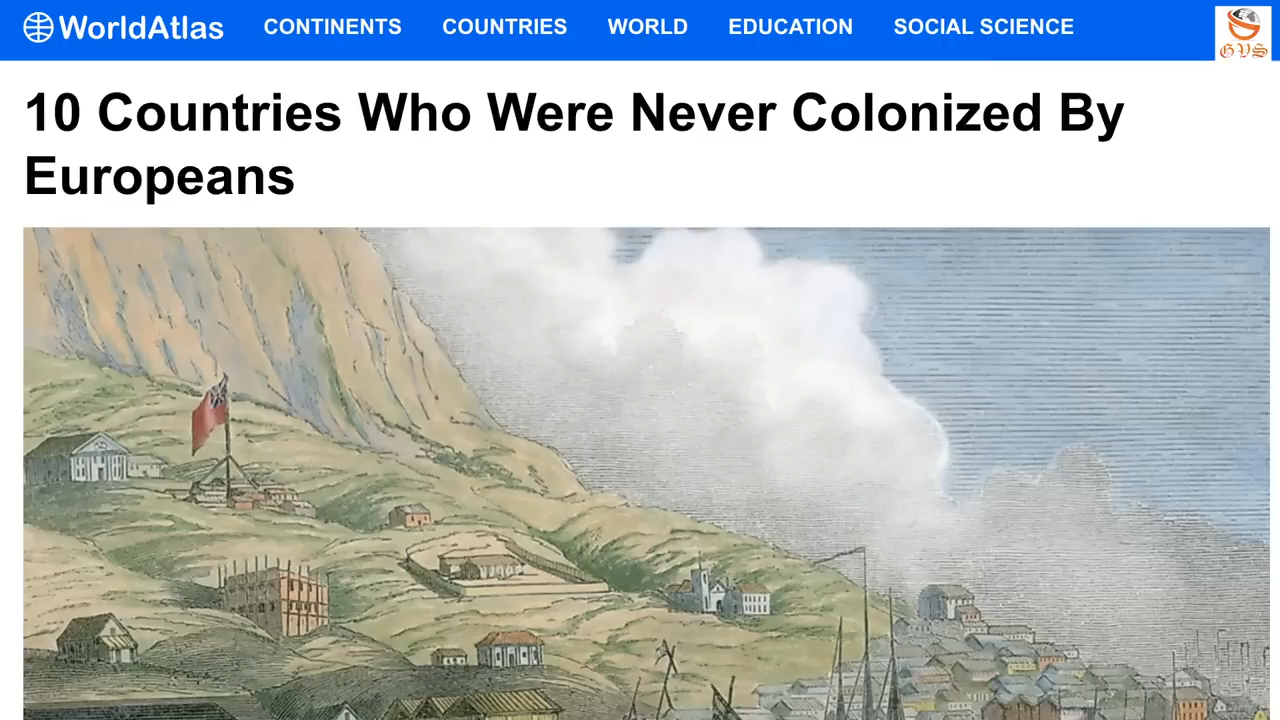 WorldAtlas CONTINENTS COUNTRIES WORLD EDUCATION SOCIAL SCIENCE
GVS
10 Countries Who Were Never Colonized By
Europeans